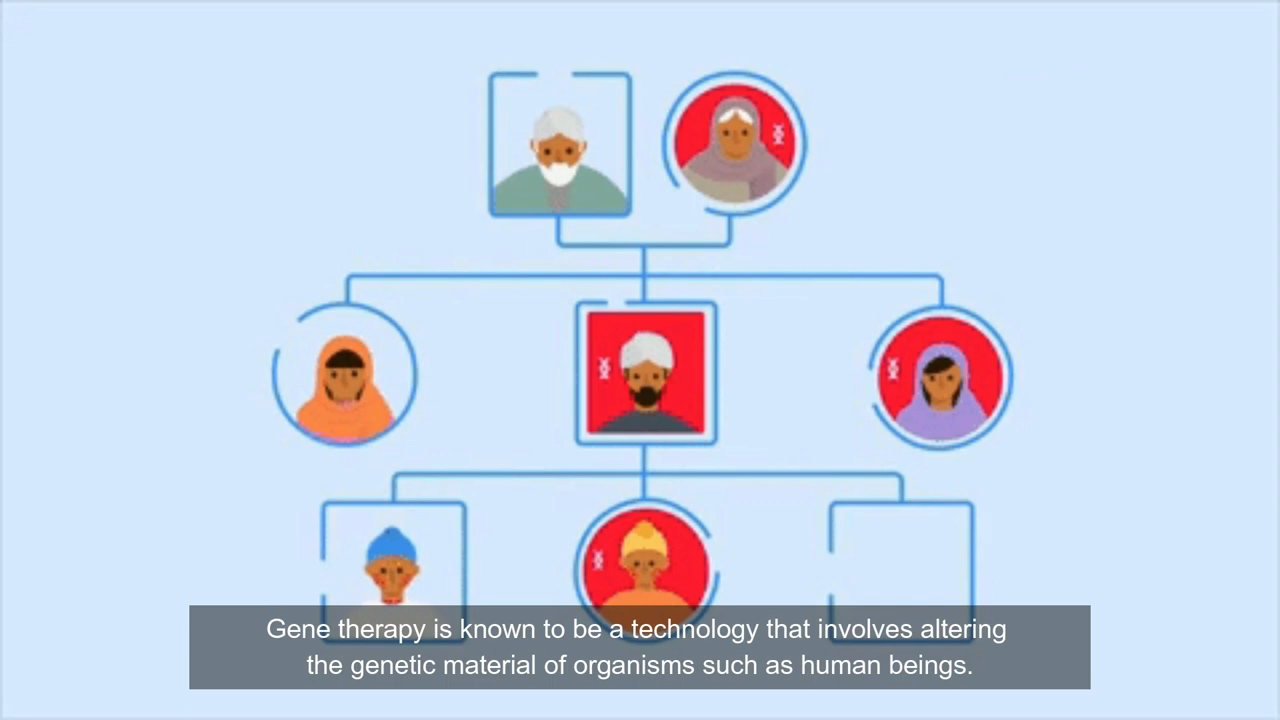 Gene therapy is known to be a technology that involves altering
the genetic material of organisms such as human beings.